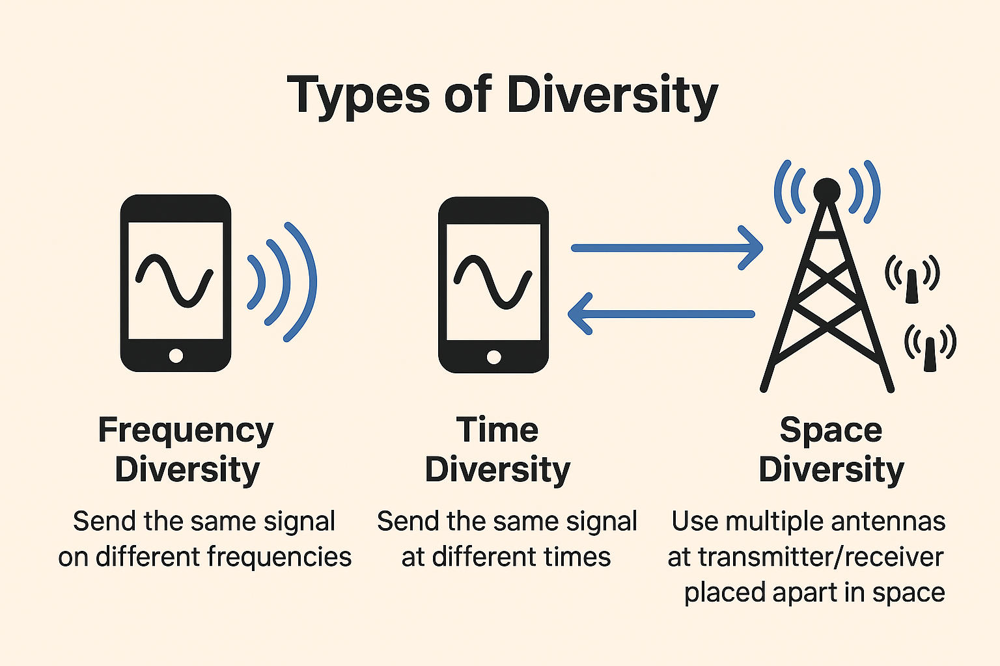 Types of Diversity
Frequency
Diversity
Send the same signal
on different frequencies
Time
Diversity
Send the same signal
at different times
Space
Diversity
Use multiple antennas
at transmitter/receiver
placed apart in space